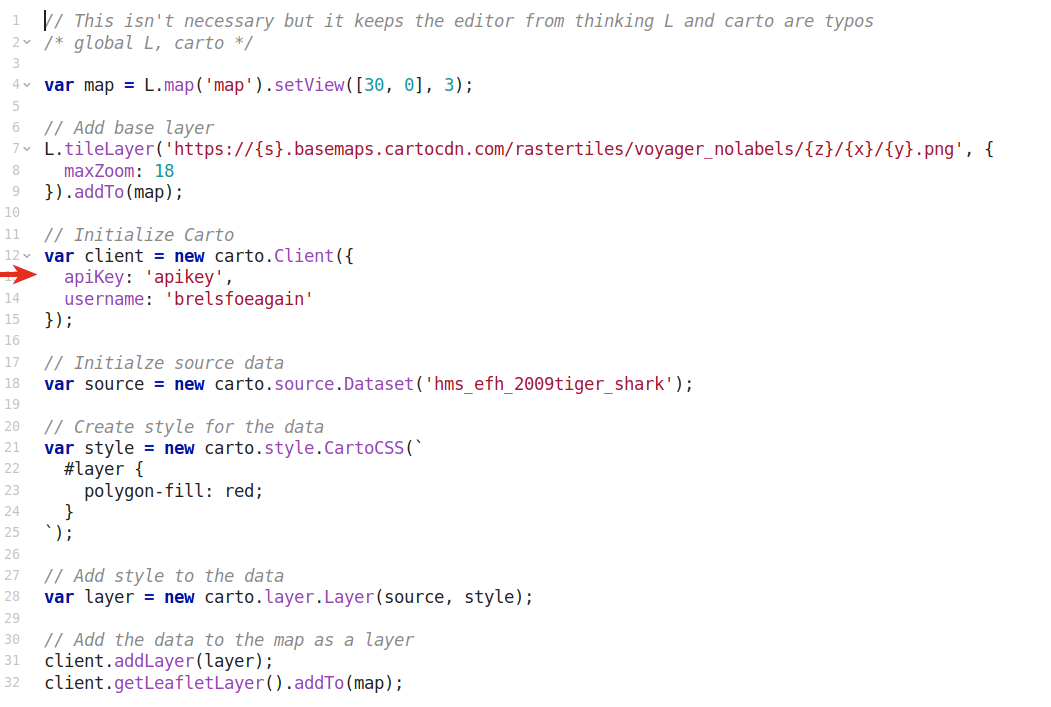 1 // This isn't necessary but it keeps the editor from thinking L and carto are typos
2 /* global L, carto */
3
4 var map = L.map('map').setView([30, 0], 3);
5
6 // Add base layer
7 L.tileLayer('https://{s}.basemaps.cartocdn.com/rastertiles/voyager_nolabels/{z}/{x}/{y}.png', {
8   maxZoom: 18
9 }).addTo(map);
10
11 // Initialize Carto
12 var client = new carto.Client({
  apiKey: 'apikey',
14   username: 'brelsfoeagain'
15 });
16
17 // Initialze source data
18 var source = new carto.source.Dataset('hms_efh_2009tiger_shark');
19
20 // Create style for the data
21 var style = new carto.style.CartoCSS(`
22   #layer {
23     polygon-fill: red;
24   }
25 `);
26
27 // Add style to the data
28 var layer = new carto.layer.Layer(source, style);
29
30 // Add the data to the map as a layer
31 client.addLayer(layer);
32 client.getLeafletLayer().addTo(map);